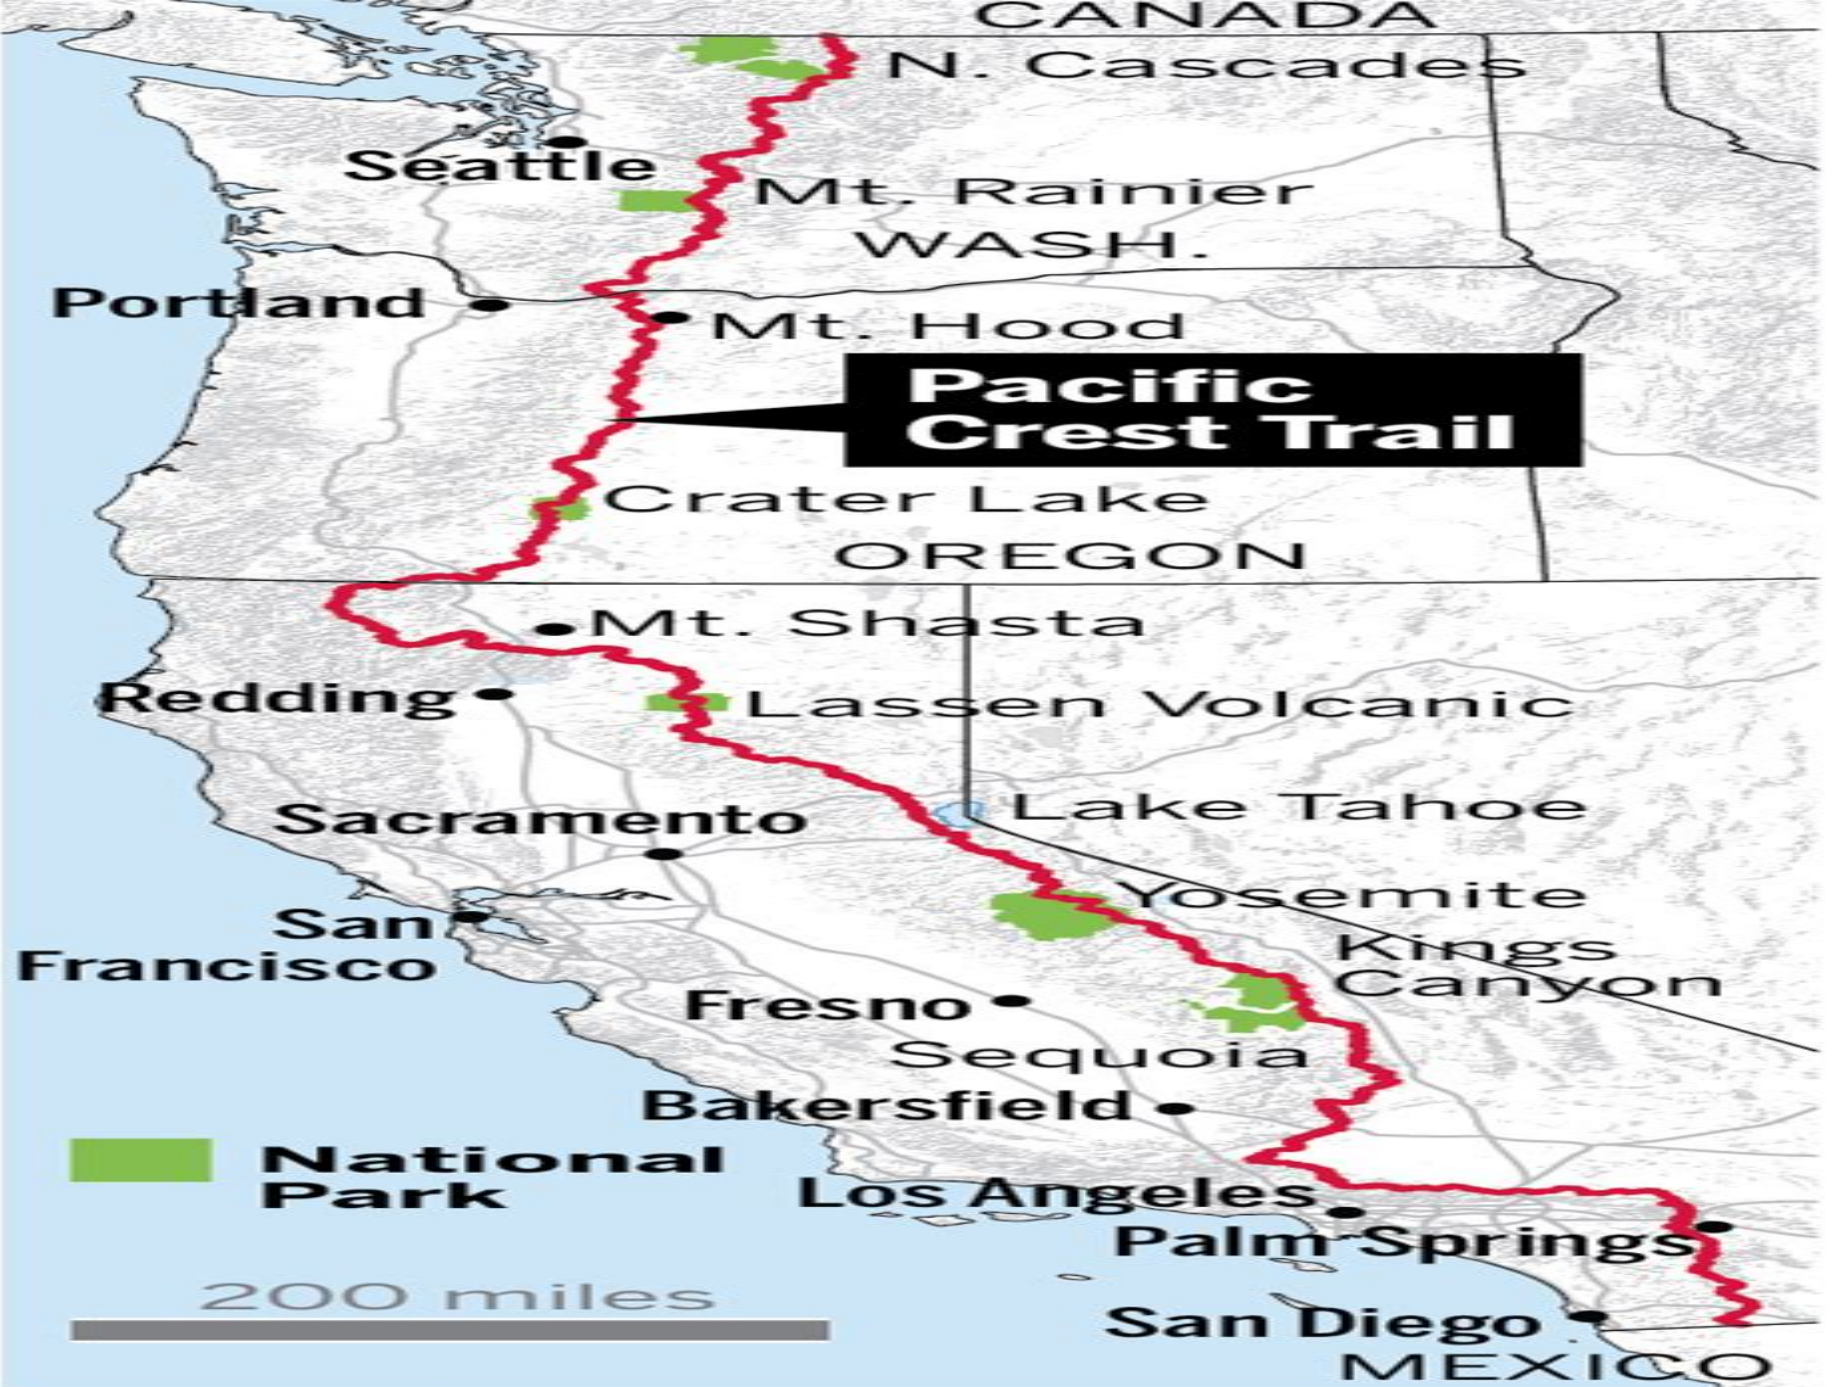 CANADA
N. Cascades
Seattle
Mt. Rainier
WASH.
Portland
Mt. Hood
Pacific
Crest Trail
Crater Lake
OREGON
Mt. Shasta
Redding
Lassen Volcanic
Sacramento
Lake Tahoe
Yosemite
San
Francisco
Kings
Canyon
Fresno
Sequoia
Bakersfield
National
Park
Los Angeles
Palm Springs
200 miles
San Diego
MEXICO